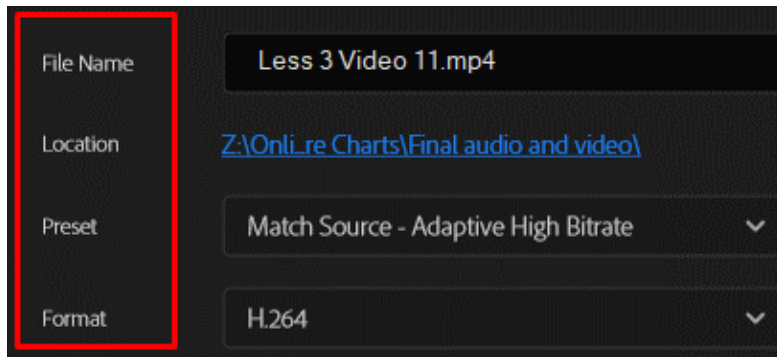 File Name Less 3 Video 11.mp4
Location Z:\Onli...re Charts\Final audio and video\
Preset Match Source - Adaptive High Bitrate
Format H.264